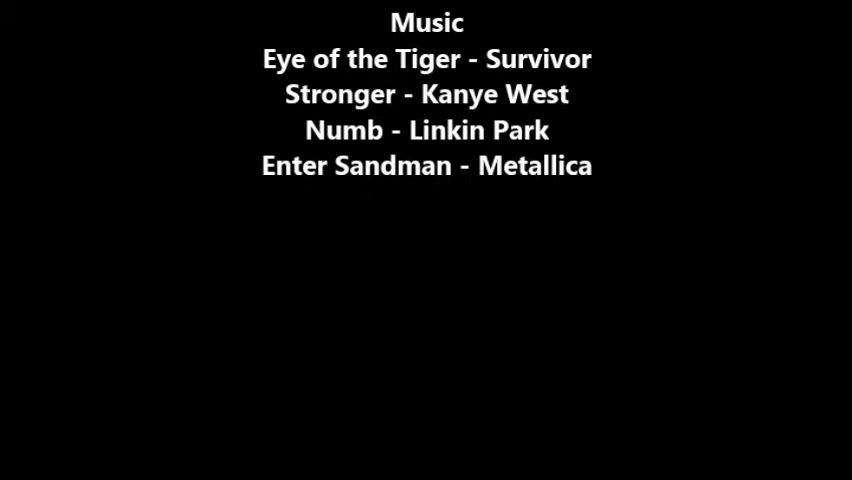 Music
Eye of the Tiger - Survivor
Stronger - Kanye West
Numb - Linkin Park
Enter Sandman - Metallica